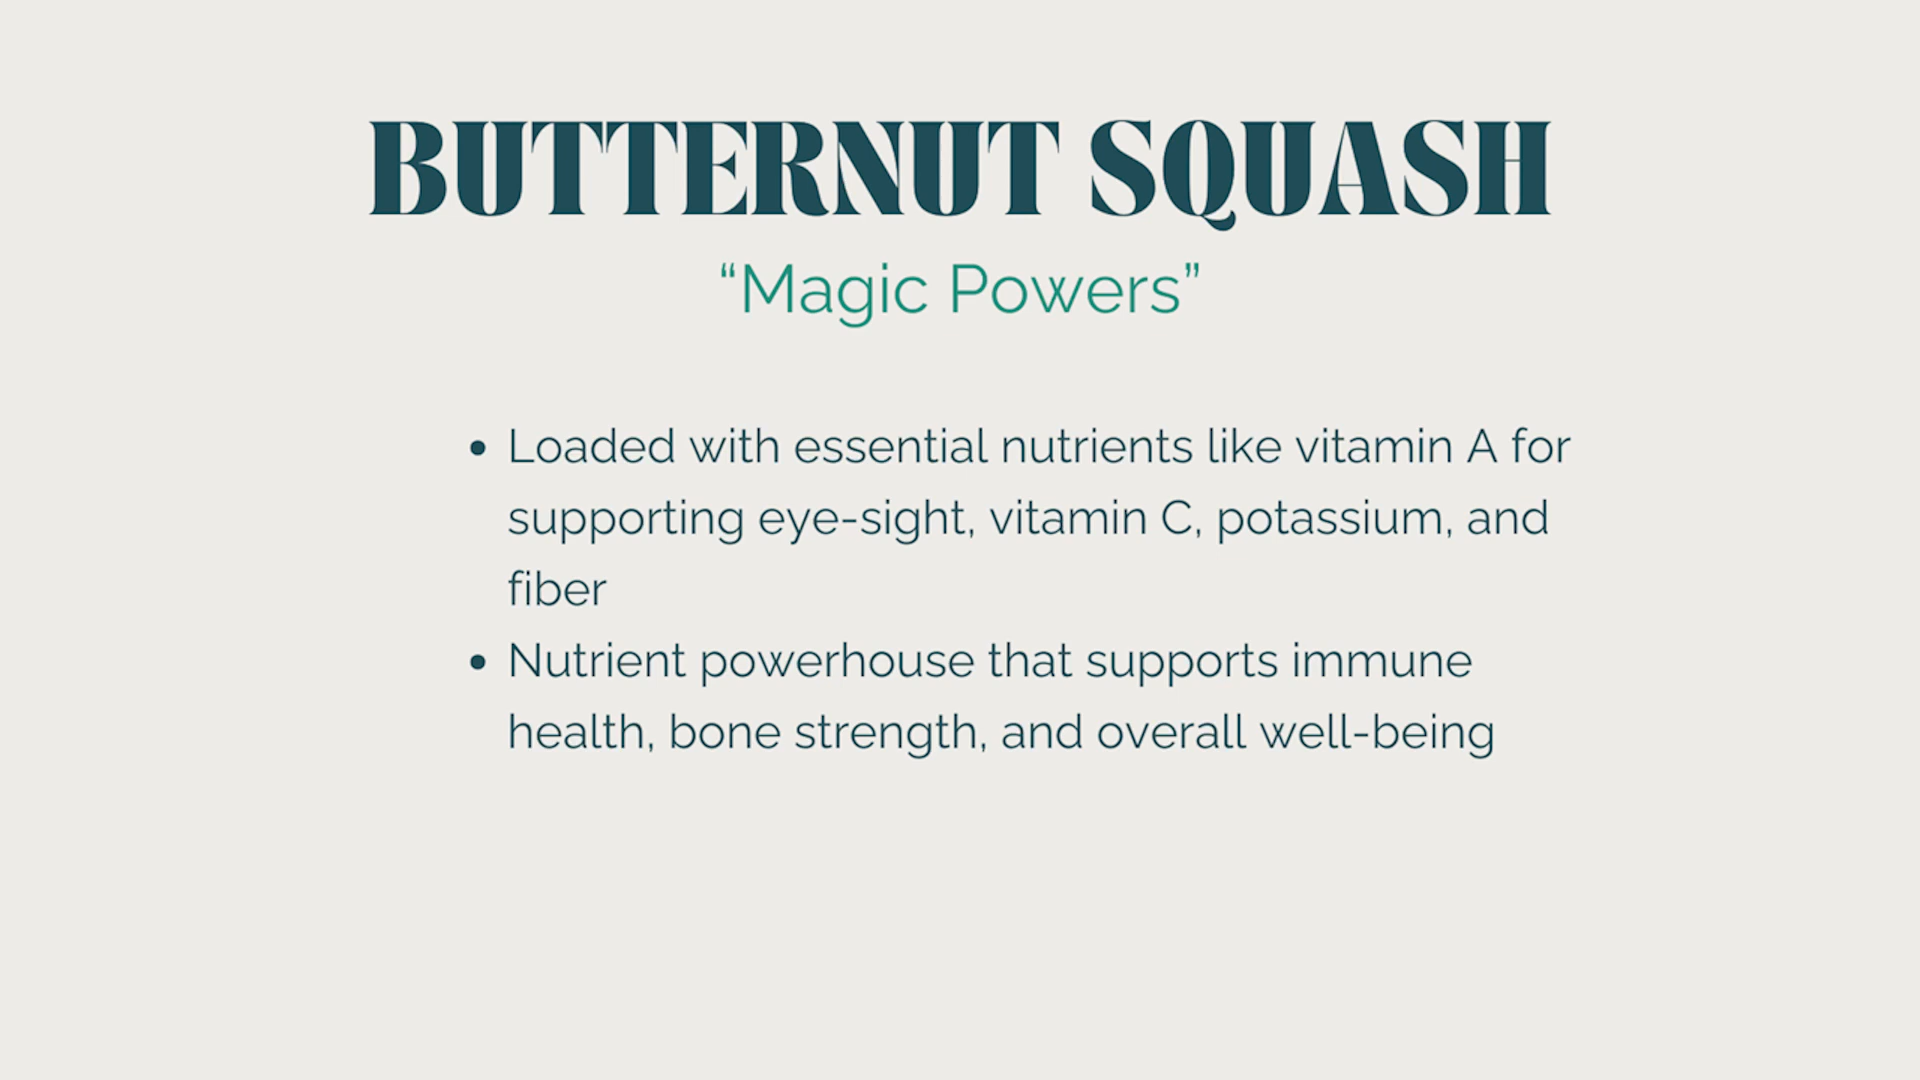 BUTTERNUT SQUASH
“Magic Powers”
• Loaded with essential nutrients like vitamin A for
supporting eye-sight, vitamin C, potassium, and
fiber
• Nutrient powerhouse that supports immune
health, bone strength, and overall well-being